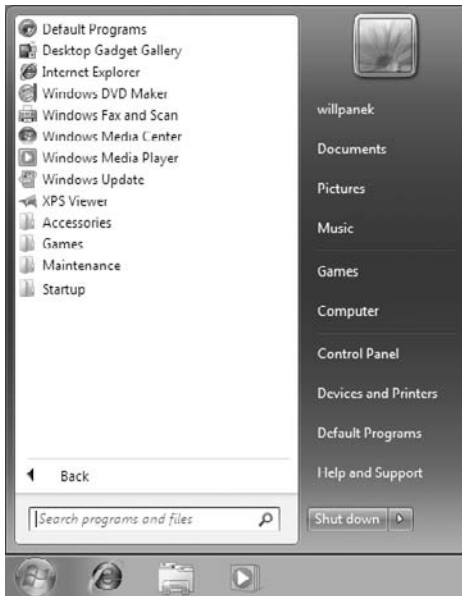 Default Programs
Desktop Gadget Gallery
Internet Explorer
Windows DVD Maker
Windows Fax and Scan
Windows Media Center
Windows Media Player
Windows Update
XPS Viewer
Accessories
Games
Maintenance
Startup
Back
Search programs and files
willpanek
Documents
Pictures
Music
Games
Computer
Control Panel
Devices and Printers
Default Programs
Help and Support
Shut down